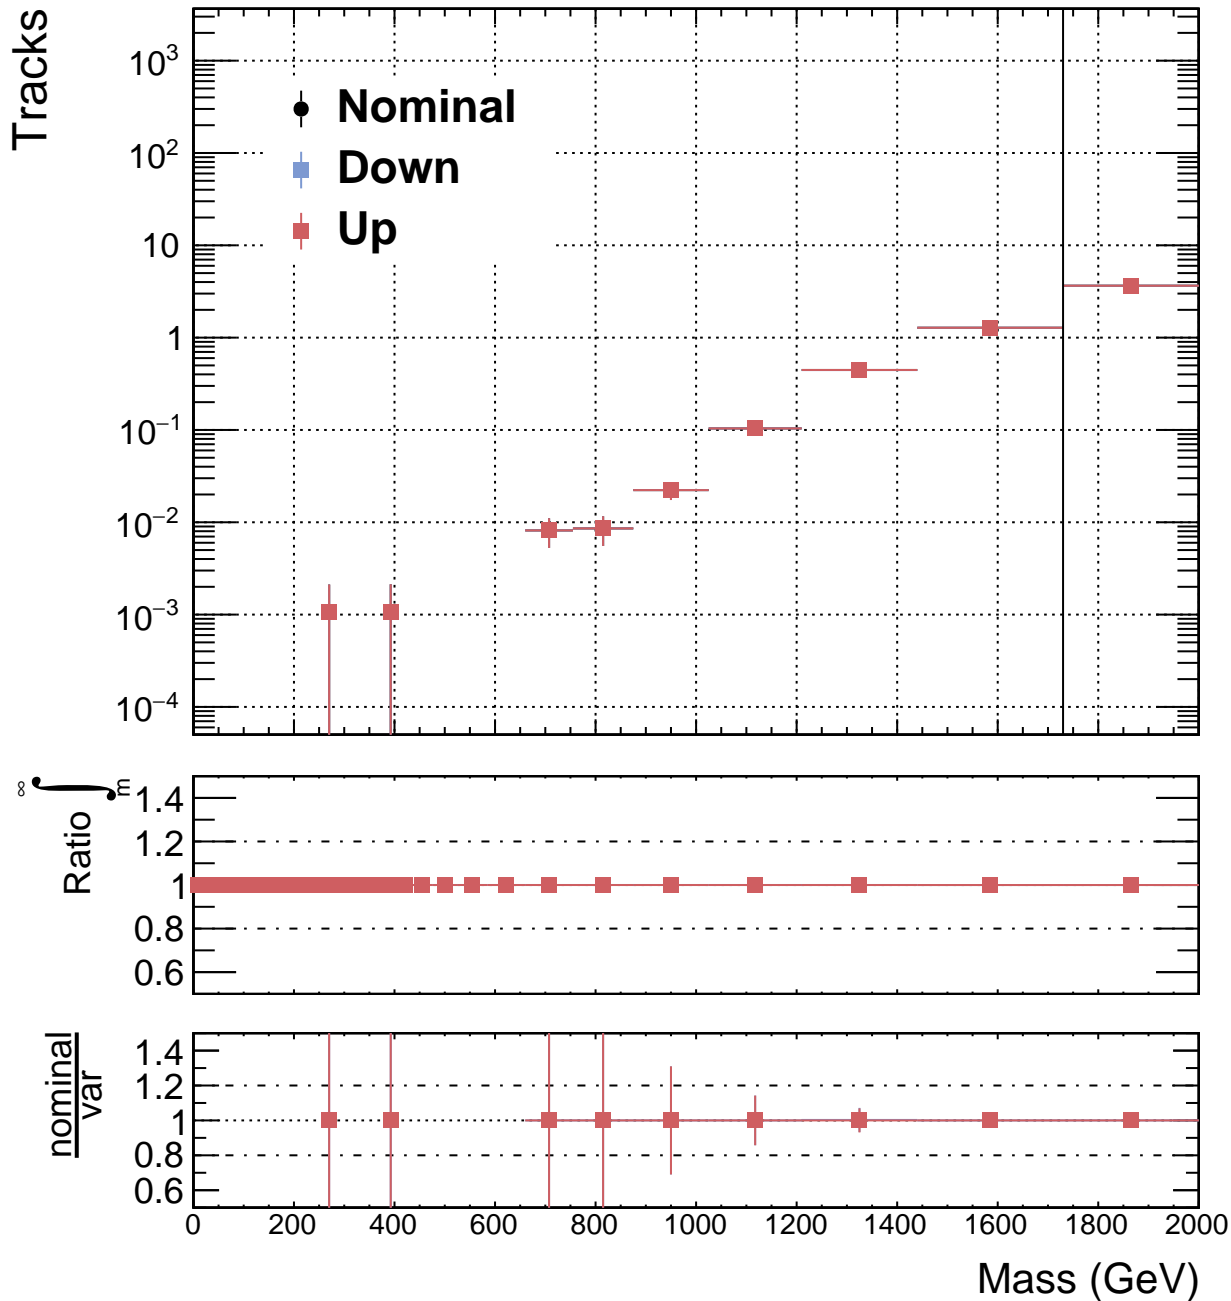 Tracks
10³
10²
10
1
10⁻¹
10⁻²
10⁻³
10⁻⁴
Nominal
Down
Up
Ratio ∫ₘ^∞
1.4
1.2
1
0.8
0.6
nominal
var
1.4
1.2
1
0.8
0.6
0 200 400 600 800 1000 1200 1400 1600 1800 2000
Mass (GeV)